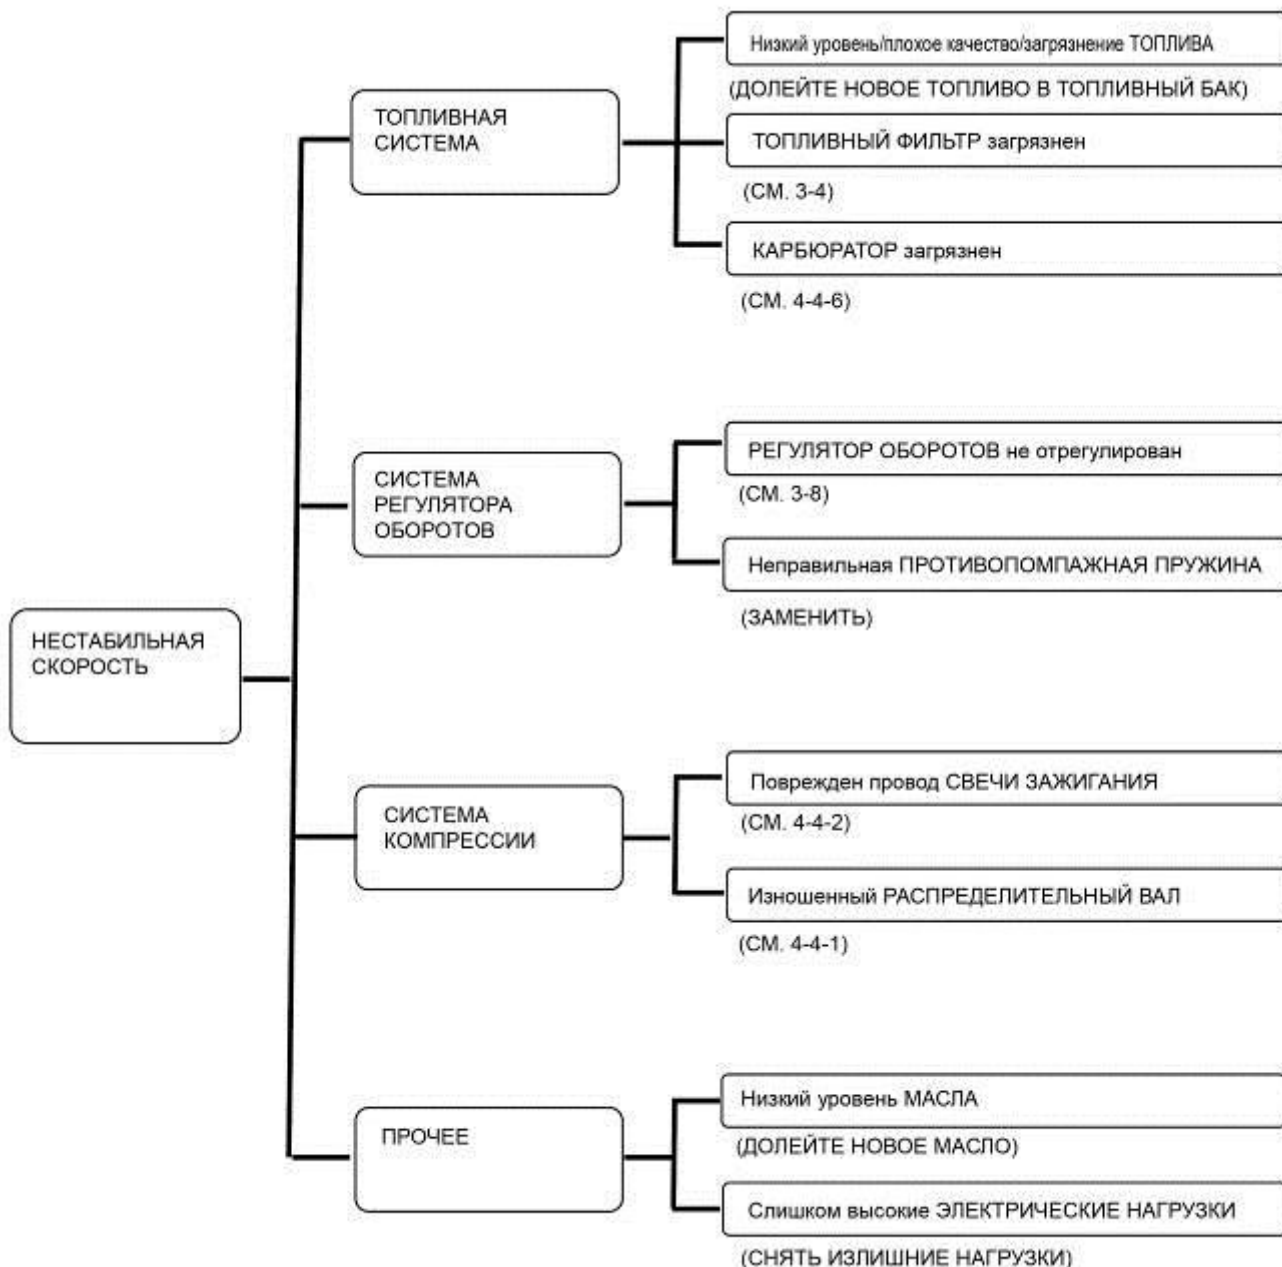 Низкий уровень/плохое качество/загрязнение ТОПЛИВА
(ДОЛЕЙТЕ НОВОЕ ТОПЛИВО В ТОПЛИВНЫЙ БАК)
ТОПЛИВНАЯ
СИСТЕМА
ТОПЛИВНЫЙ ФИЛЬТР загрязнен
(СМ. 3-4)
КАРБЮРАТОР загрязнен
(СМ. 4-4-6)
СИСТЕМА
РЕГУЛЯТОРА
ОБОРОТОВ
РЕГУЛЯТОР ОБОРОТОВ не отрегулирован
(СМ. 3-8)
Неправильная ПРОТИВОПОМПАЖНАЯ ПРУЖИНА
(ЗАМЕНИТЬ)
НЕСТАБИЛЬНАЯ
СКОРОСТЬ
СИСТЕМА
КОМПРЕССИИ
Поврежден провод СВЕЧИ ЗАЖИГАНИЯ
(СМ. 4-4-2)
Изношенный РАСПРЕДЕЛИТЕЛЬНЫЙ ВАЛ
(СМ. 4-4-1)
ПРОЧЕЕ
Низкий уровень МАСЛА
(ДОЛЕЙТЕ НОВОЕ МАСЛО)
Слишком высокие ЭЛЕКТРИЧЕСКИЕ НАГРУЗКИ
(СНЯТЬ ИЗЛИШНИЕ НАГРУЗКИ)